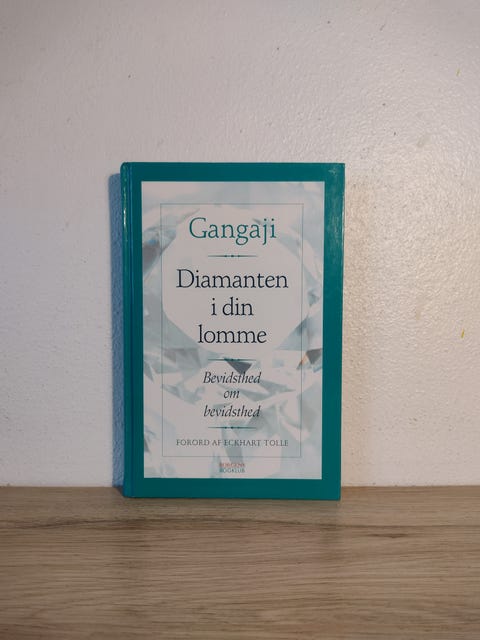 Gangaji
Diamanten
i din
lomme
Bevidsthed
om
bevidsthed
FORORD AF ECKHART TOLLE
BORGENS
BOGKLUB